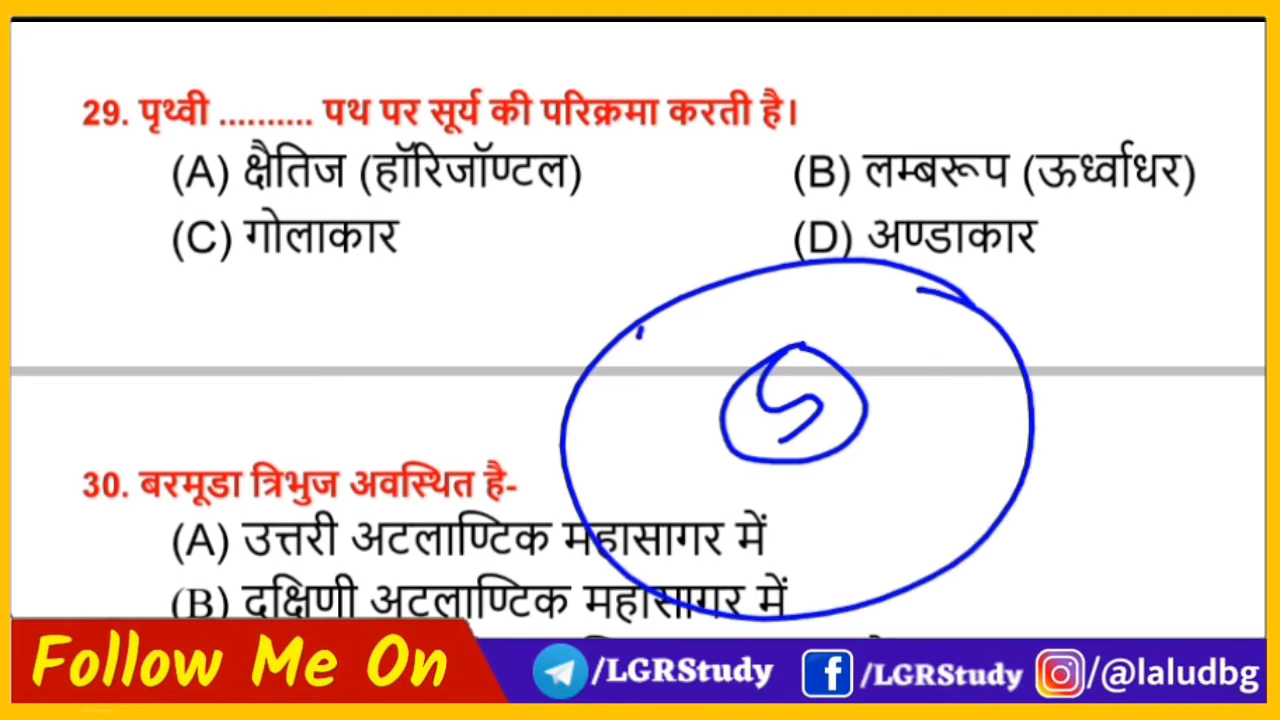 29. पृथ्वी .......... पथ पर सूर्य की परिक्रमा करती है।
(A) क्षैतिज (हॉरिजॉण्टल) (B) लम्बरूप (ऊर्ध्वाधर)
(C) गोलाकार (D) अण्डाकार
S
30. बरमूडा त्रिभुज अवस्थित है-
(A) उत्तरी अटलाण्टिक महासागर में
(B) दक्षिणी अटलाण्टिक महासागर में
Follow Me On /LGRStudy /LGRStudy /@laludbg